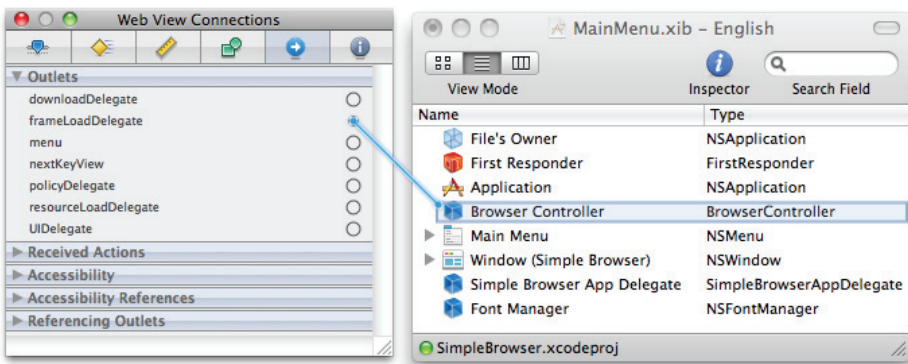 Web View Connections
Outlets
downloadDelegate
frameLoadDelegate
menu
nextKeyView
policyDelegate
resourceLoadDelegate
UIDelegate
Received Actions
Accessibility
Accessibility References
Referencing Outlets
MainMenu.xib – English
View Mode Inspector Search Field
Name Type
File's Owner NSApplication
First Responder FirstResponder
Application NSApplication
Browser Controller BrowserController
Main Menu NSMenu
Window (Simple Browser) NSWindow
Simple Browser App Delegate SimpleBrowserAppDelegate
Font Manager NSFontManager
SimpleBrowser.xcodeproj